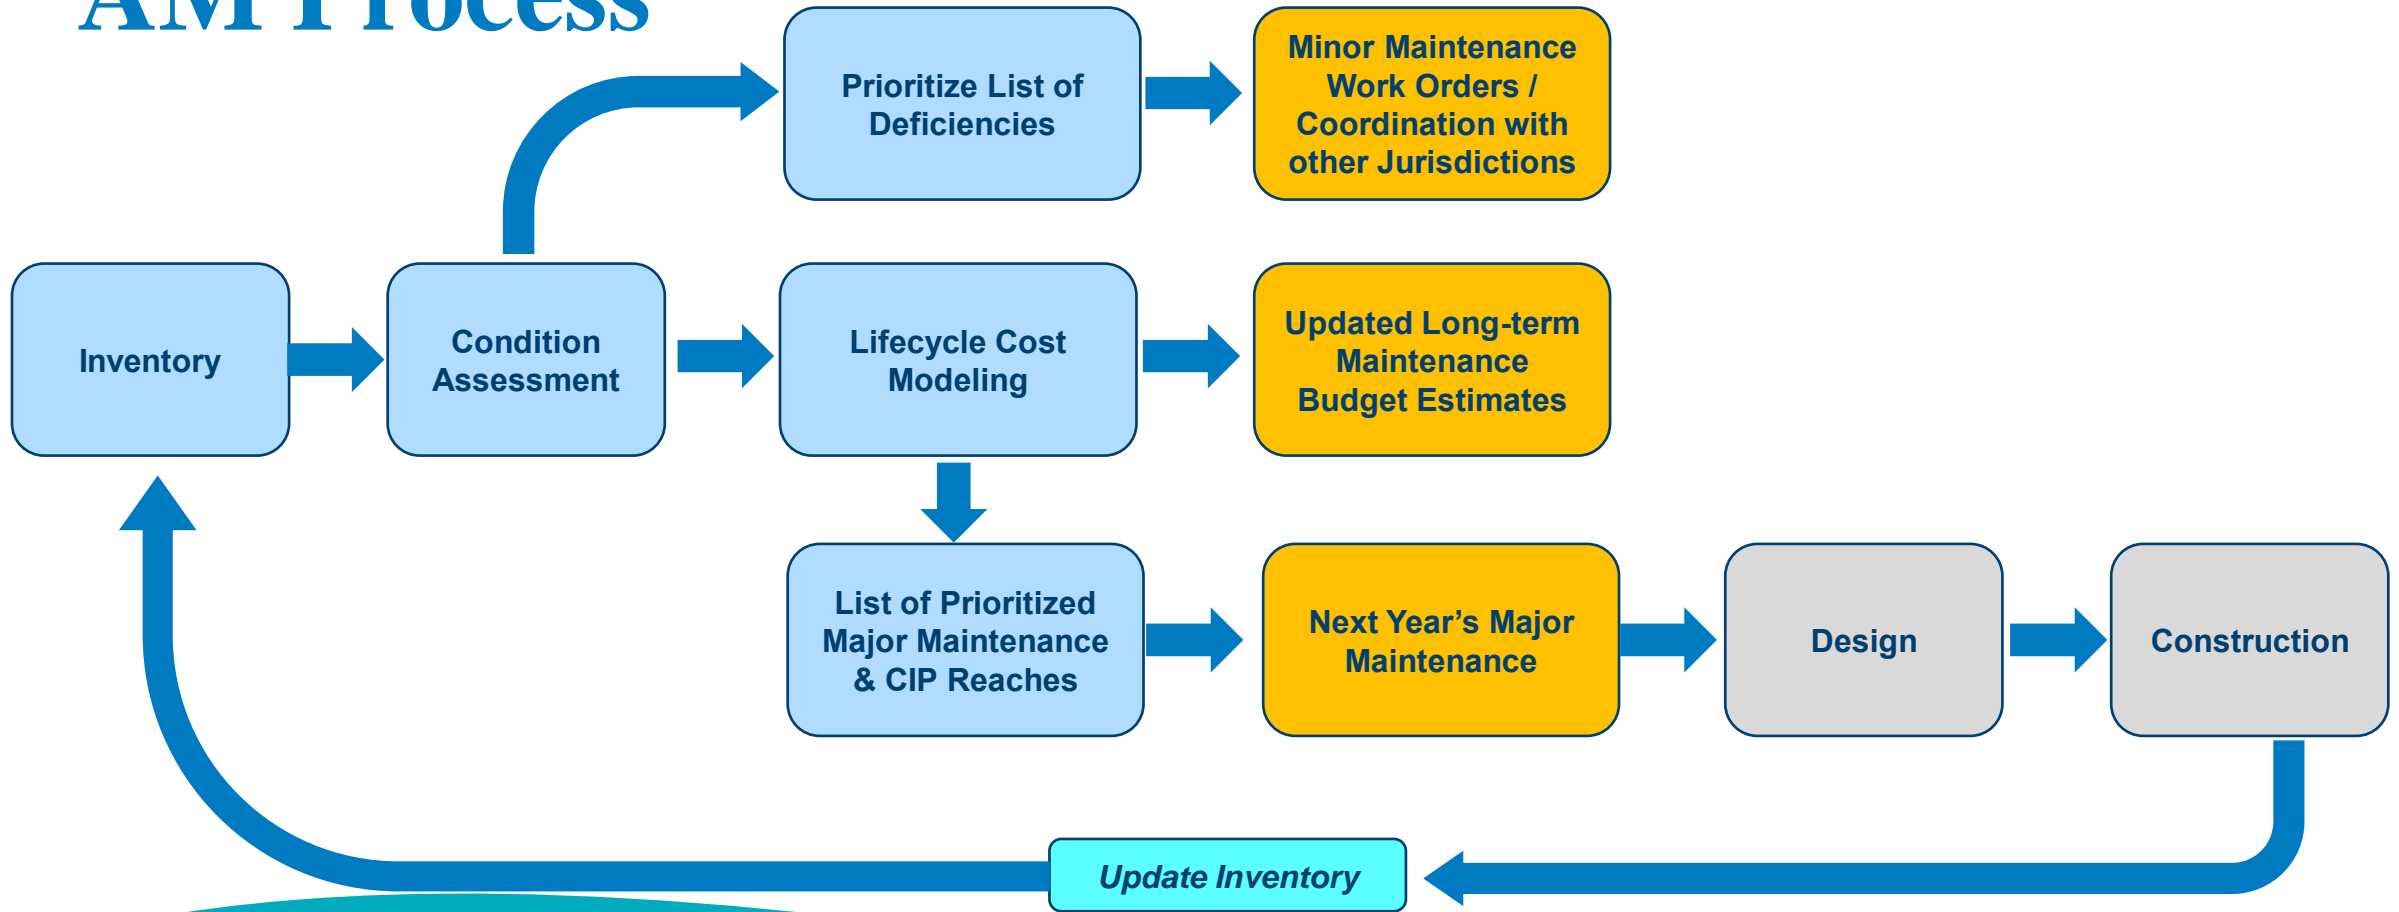 AM Process
Prioritize List of
Deficiencies
Minor Maintenance
Work Orders /
Coordination with
other Jurisdictions
Inventory
Condition
Assessment
Lifecycle Cost
Modeling
Updated Long-term
Maintenance
Budget Estimates
List of Prioritized
Major Maintenance
& CIP Reaches
Next Year’s Major
Maintenance
Design
Construction
Update Inventory